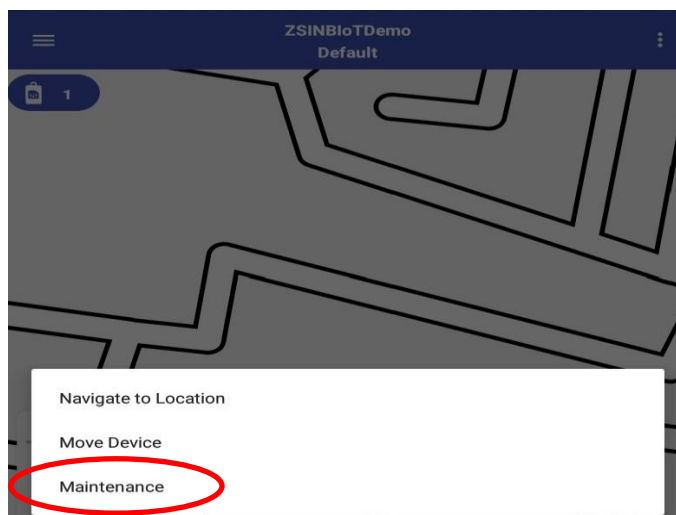 ZSINBIoTDemo
Default
1
Navigate to Location
Move Device
Maintenance